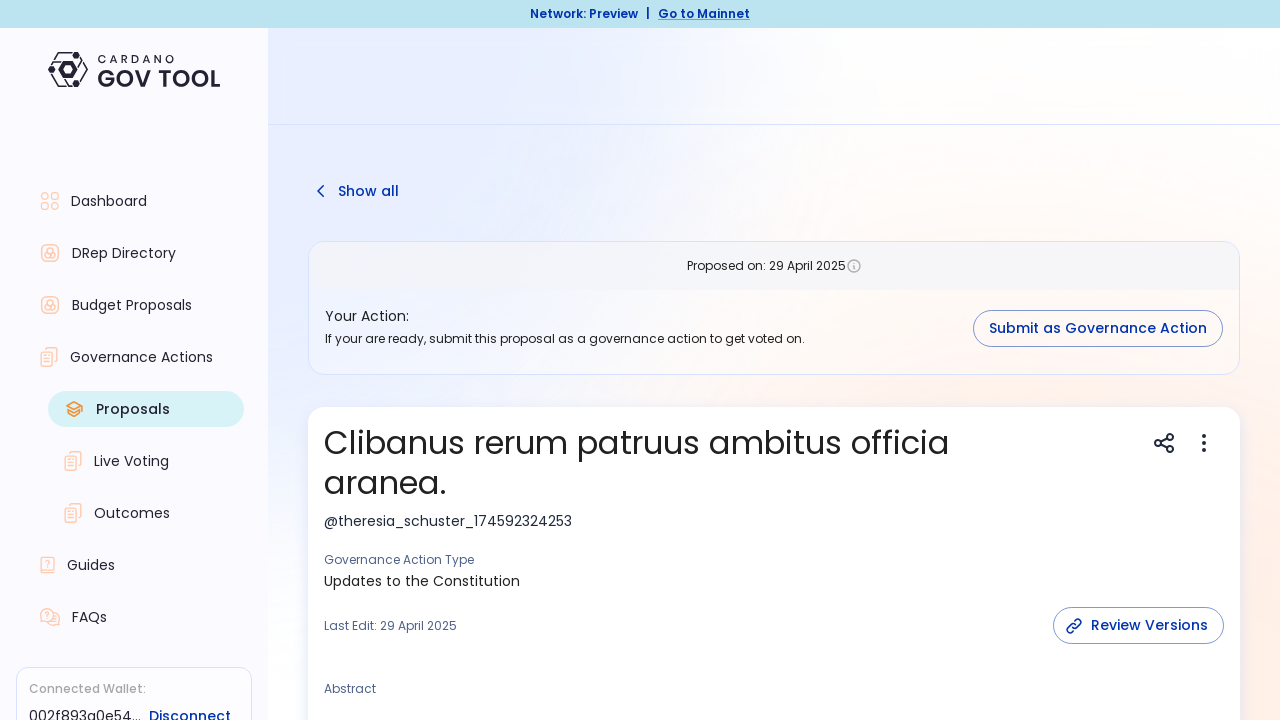 Network: Preview | Go to Mainnet
CARDANO
GOV TOOL
Dashboard
DRep Directory
Budget Proposals
Governance Actions
Proposals
Live Voting
Outcomes
Guides
FAQs
Connected Wallet:
002f893a0e54... Disconnect
Show all
Proposed on: 29 April 2025
Your Action:
If your are ready, submit this proposal as a governance action to get voted on.
Submit as Governance Action
Clibanus rerum patruus ambitus officia
aranea.
@theresia_schuster_174592324253
Governance Action Type
Updates to the Constitution
Last Edit: 29 April 2025
Review Versions
Abstract